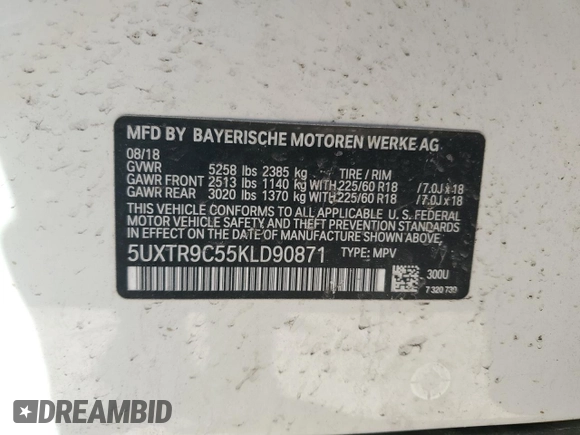 MFD BY BAYERISCHE MOTOREN WERKE AG
08/18
GVWR 5258 lbs 2385 kg TIRE / RIM
GAWR FRONT 2513 lbs 1140 kg WITH 225/60 R18 / 7.0J x 18
GAWR REAR 3020 lbs 1370 kg WITH 225/60 R18 / 7.0J x 18
THIS VEHICLE CONFORMS TO ALL APPLICABLE U. S. FEDERAL
MOTOR VEHICLE SAFETY AND THEFT PREVENTION STANDARDS
IN EFFECT ON THE DATE OF MANUFACTURE SHOWN ABOVE.
5UXTR9C55KLD90871 TYPE: MPV
300U
7 320 739
DREAMBID